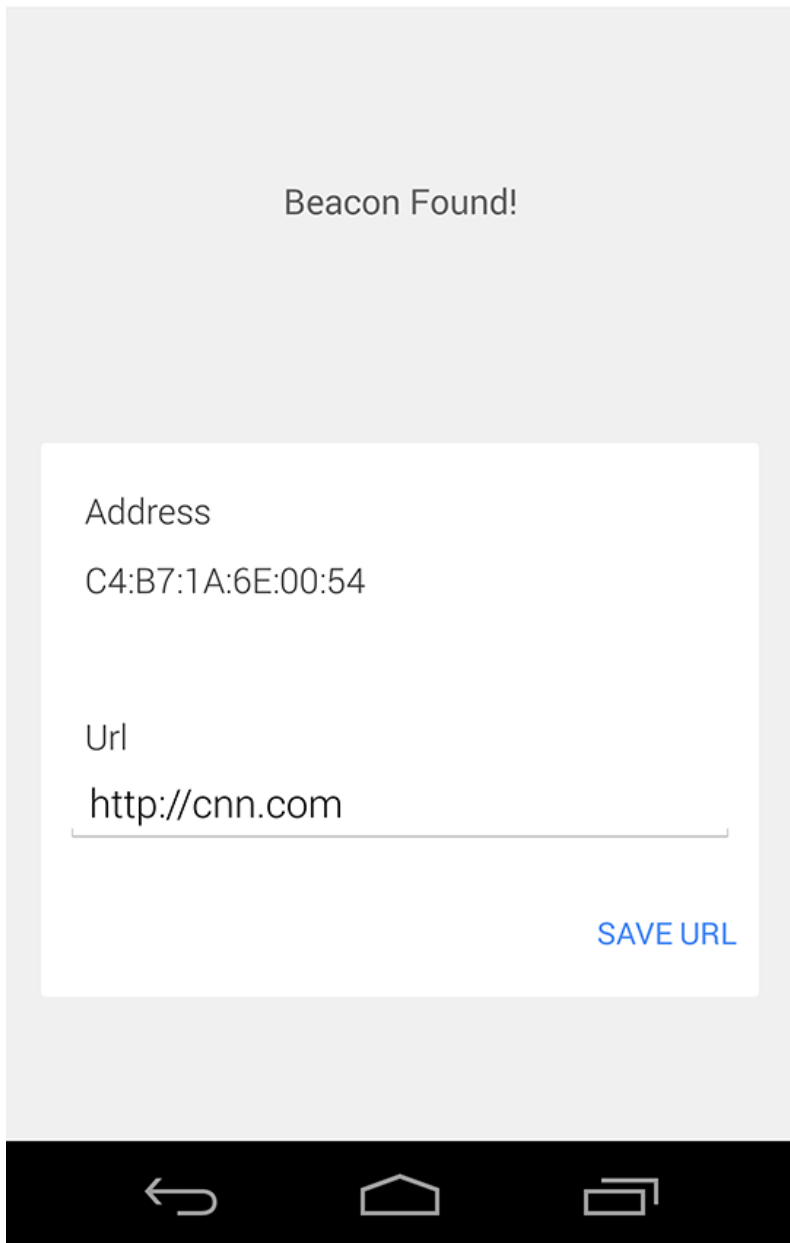 Beacon Found!
Address
C4:B7:1A:6E:00:54
Url
http://cnn.com
SAVE URL